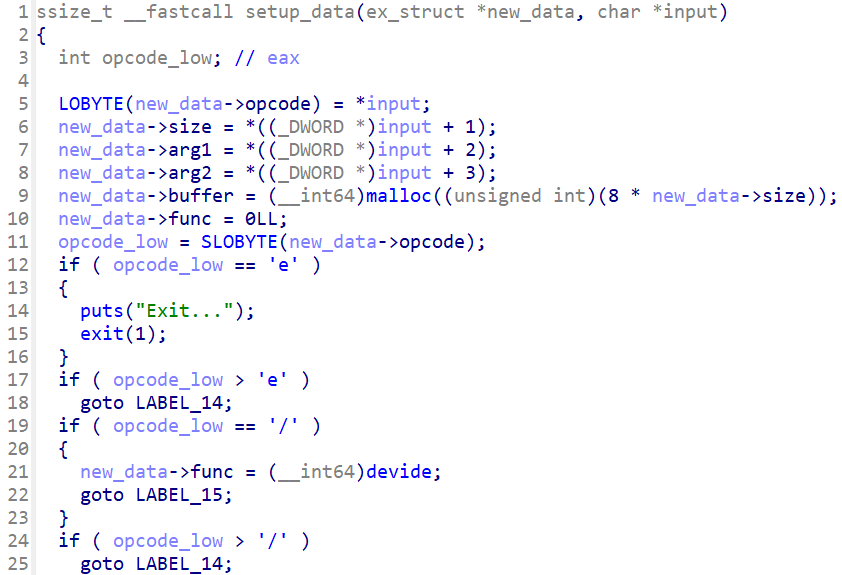 1 ssize_t __fastcall setup_data(ex_struct *new_data, char *input)
2 {
3   int opcode_low; // eax
4
5   LOBYTE(new_data->opcode) = *input;
6   new_data->size = *((_DWORD *)input + 1);
7   new_data->arg1 = *((_DWORD *)input + 2);
8   new_data->arg2 = *((_DWORD *)input + 3);
9   new_data->buffer = (__int64)malloc((unsigned int)(8 * new_data->size));
10   new_data->func = 0LL;
11   opcode_low = SLOBYTE(new_data->opcode);
12   if ( opcode_low == 'e' )
13   {
14     puts("Exit...");
15     exit(1);
16   }
17   if ( opcode_low > 'e' )
18     goto LABEL_14;
19   if ( opcode_low == '/' )
20   {
21     new_data->func = (__int64)devide;
22     goto LABEL_15;
23   }
24   if ( opcode_low > '/' )
25     goto LABEL_14;